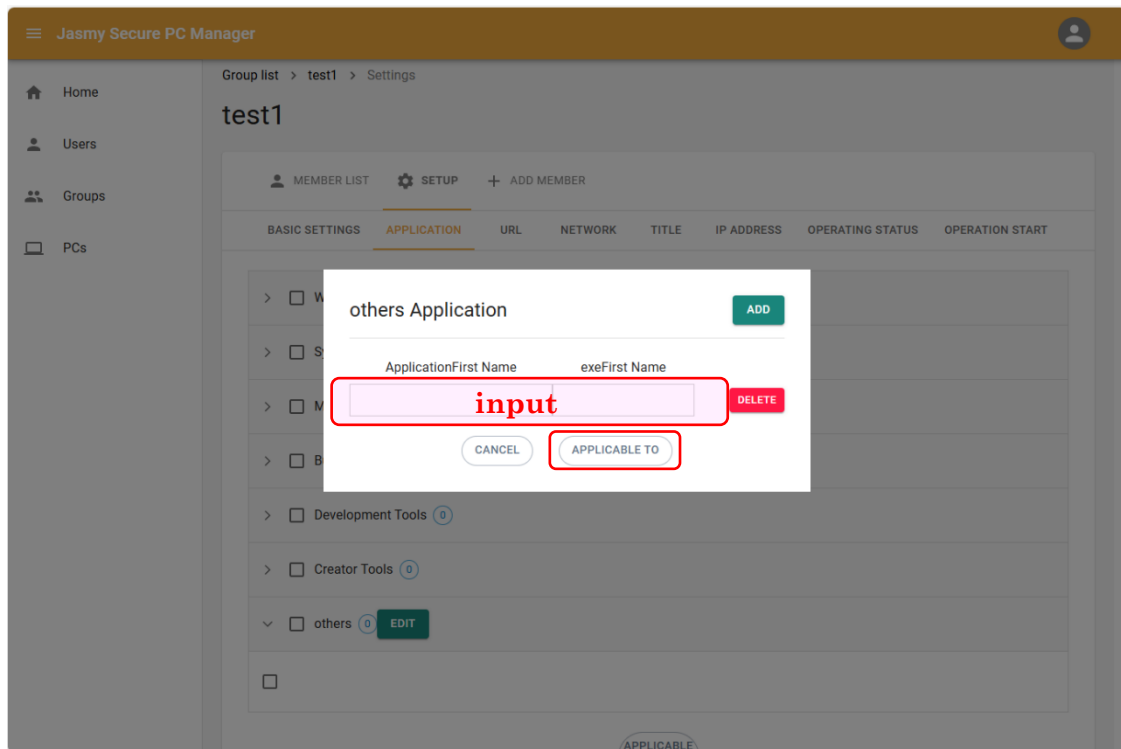 Jasmy Secure PC Manager
Group list > test1 > Settings
Home
test1
Users
MEMBER LIST SETUP + ADD MEMBER
Groups
BASIC SETTINGS APPLICATION URL NETWORK TITLE IP ADDRESS OPERATING STATUS OPERATION START
PCs
others Application ADD
ApplicationFirst Name exeFirst Name
input DELETE
CANCEL APPLICABLE TO
Development Tools 0
Creator Tools 0
others 0 EDIT
APPLICABLE